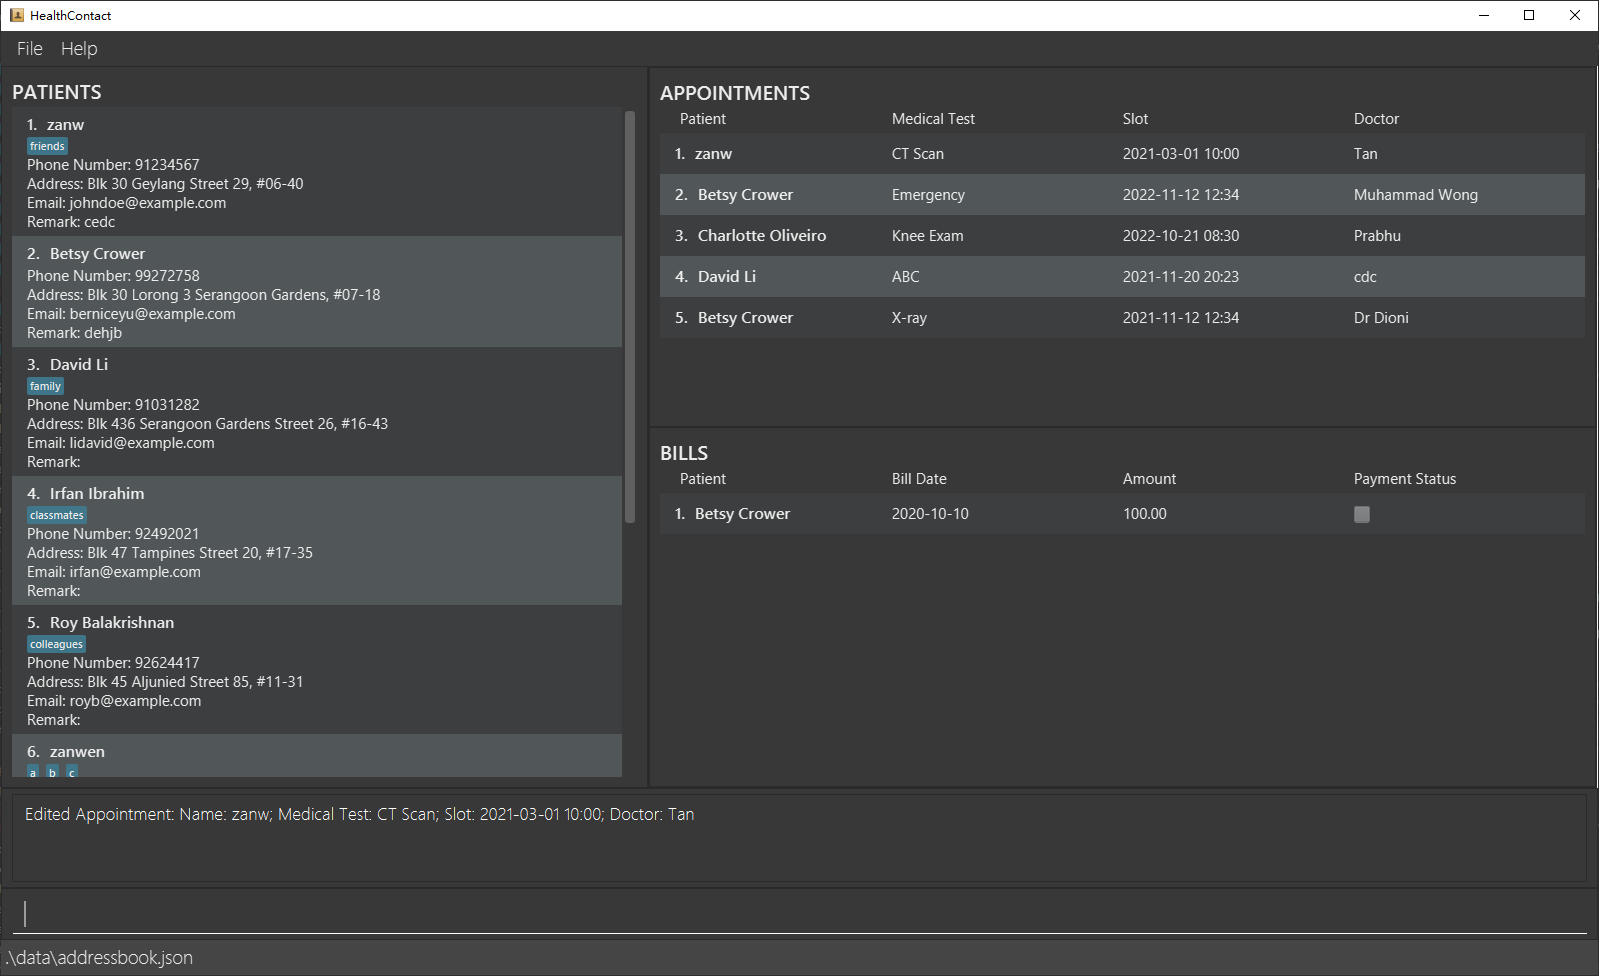 HealthContact
File Help
PATIENTS
1. zanw
friends
Phone Number: 91234567
Address: Blk 30 Geylang Street 29, #06-40
Email: johndoe@example.com
Remark: cedc
2. Betsy Crower
Phone Number: 99272758
Address: Blk 30 Lorong 3 Serangoon Gardens, #07-18
Email: berniceyu@example.com
Remark: dehjb
3. David Li
family
Phone Number: 91031282
Address: Blk 436 Serangoon Gardens Street 26, #16-43
Email: lidavid@example.com
Remark:
4. Irfan Ibrahim
classmates
Phone Number: 92492021
Address: Blk 47 Tampines Street 20, #17-35
Email: irfan@example.com
Remark:
5. Roy Balakrishnan
colleagues
Phone Number: 92624417
Address: Blk 45 Aljunied Street 85, #11-31
Email: royb@example.com
Remark:
6. zanwen
a b c
APPOINTMENTS
Patient Medical Test Slot Doctor
1. zanw CT Scan 2021-03-01 10:00 Tan
2. Betsy Crower Emergency 2022-11-12 12:34 Muhammad Wong
3. Charlotte Oliveiro Knee Exam 2022-10-21 08:30 Prabhu
4. David Li ABC 2021-11-20 20:23 cdc
5. Betsy Crower X-ray 2021-11-12 12:34 Dr Dioni
BILLS
Patient Bill Date Amount Payment Status
1. Betsy Crower 2020-10-10 100.00
Edited Appointment: Name: zanw; Medical Test: CT Scan; Slot: 2021-03-01 10:00; Doctor: Tan
.\data\addressbook.json